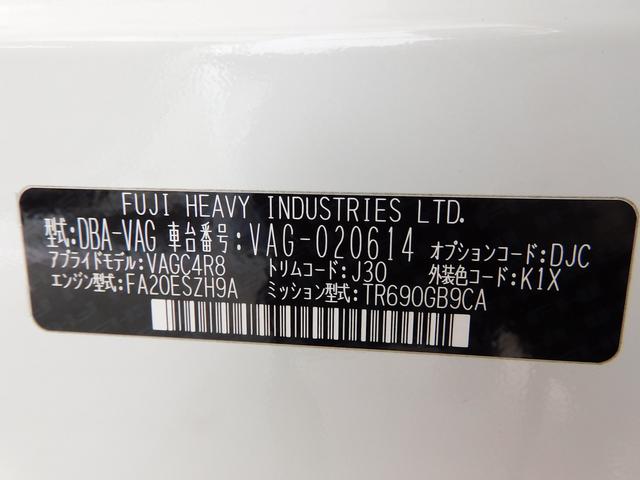 FUJI HEAVY INDUSTRIES LTD.
型式:DBA-VAG 車台番号:VAG-020614 オプションコード:DJC
アプライドモデル:VAGC4R8 トリムコード:J30 外装色コード:K1X
エンジン型式:FA20ESZH9A ミッション型式:TR690GB9CA